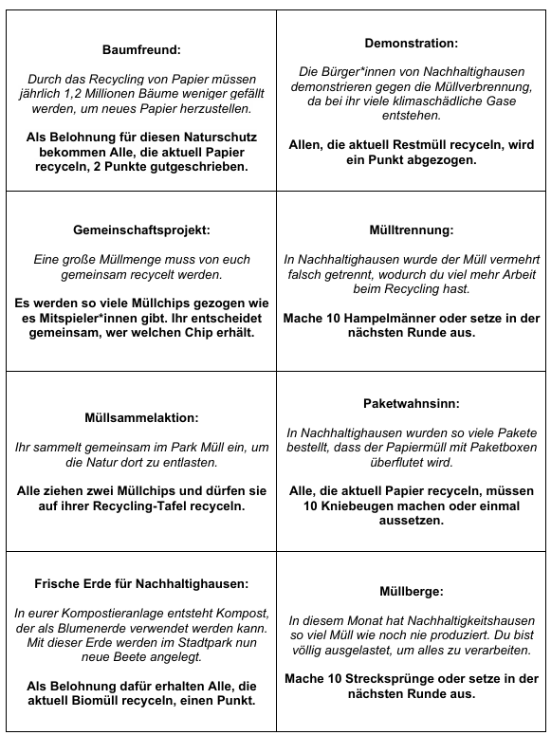 Baumfreund:
Durch das Recycling von Papier müssen
jährlich 1,2 Millionen Bäume weniger gefällt
werden, um neues Papier herzustellen.
Als Belohnung für diesen Naturschutz
bekommen Alle, die aktuell Papier
recyceln, 2 Punkte gutgeschrieben.
Demonstration:
Die Bürger*innen von Nachhaltighausen
demonstrieren gegen die Müllverbrennung,
da bei ihr viele klimaschädliche Gase
entstehen.
Allen, die aktuell Restmüll recyceln, wird
ein Punkt abgezogen.
Gemeinschaftsprojekt:
Eine große Müllmenge muss von euch
gemeinsam recycelt werden.
Es werden so viele Müllchips gezogen wie
es Mitspieler*innen gibt. Ihr entscheidet
gemeinsam, wer welchen Chip erhält.
Mülltrennung:
In Nachhaltighausen wurde der Müll vermehrt
falsch getrennt, wodurch du viel mehr Arbeit
beim Recycling hast.
Mache 10 Hampelmänner oder setze in der
nächsten Runde aus.
Müllsammelaktion:
Ihr sammelt gemeinsam im Park Müll ein, um
die Natur dort zu entlasten.
Alle ziehen zwei Müllchips und dürfen sie
auf ihrer Recycling-Tafel recyceln.
Paketwahnsinn:
In Nachhaltighausen wurden so viele Pakete
bestellt, dass der Papiermüll mit Paketboxen
überflutet wird.
Alle, die aktuell Papier recyceln, müssen
10 Kniebeugen machen oder einmal
aussetzen.
Frische Erde für Nachhaltighausen:
In eurer Kompostieranlage entsteht Kompost,
der als Blumenerde verwendet werden kann.
Mit dieser Erde werden im Stadtpark nun
neue Beete angelegt.
Als Belohnung dafür erhalten Alle, die
aktuell Biomüll recyceln, einen Punkt.
Müllberge:
In diesem Monat hat Nachhaltigkeitshausen
so viel Müll wie noch nie produziert. Du bist
völlig ausgelastet, um alles zu verarbeiten.
Mache 10 Strecksprünge oder setze in der
nächsten Runde aus.